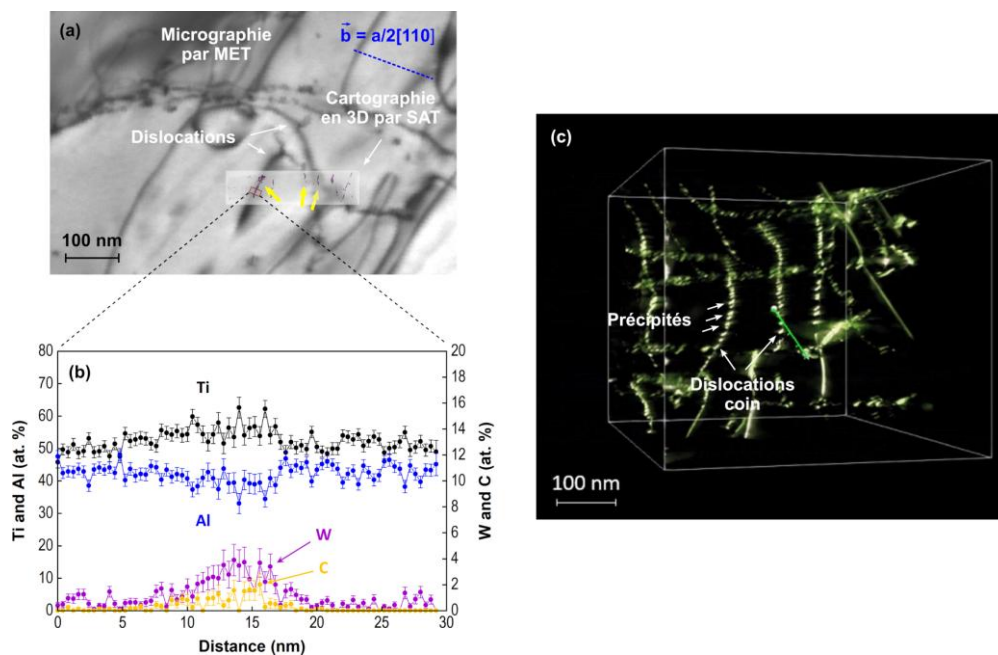 (a)
Micrographie
par MET
b = a/2[110]
Cartographie
en 3D par SAT
Dislocations
100 nm
(b)
80
70
60
50
40
30
20
10
0
Ti and Al (at. %)
Ti
Al
W
C
20
18
16
14
12
10
8
6
4
2
0
W and C (at. %)
0 5 10 15 20 25 30
Distance (nm)
(c)
Précipités
Dislocations
coin
100 nm